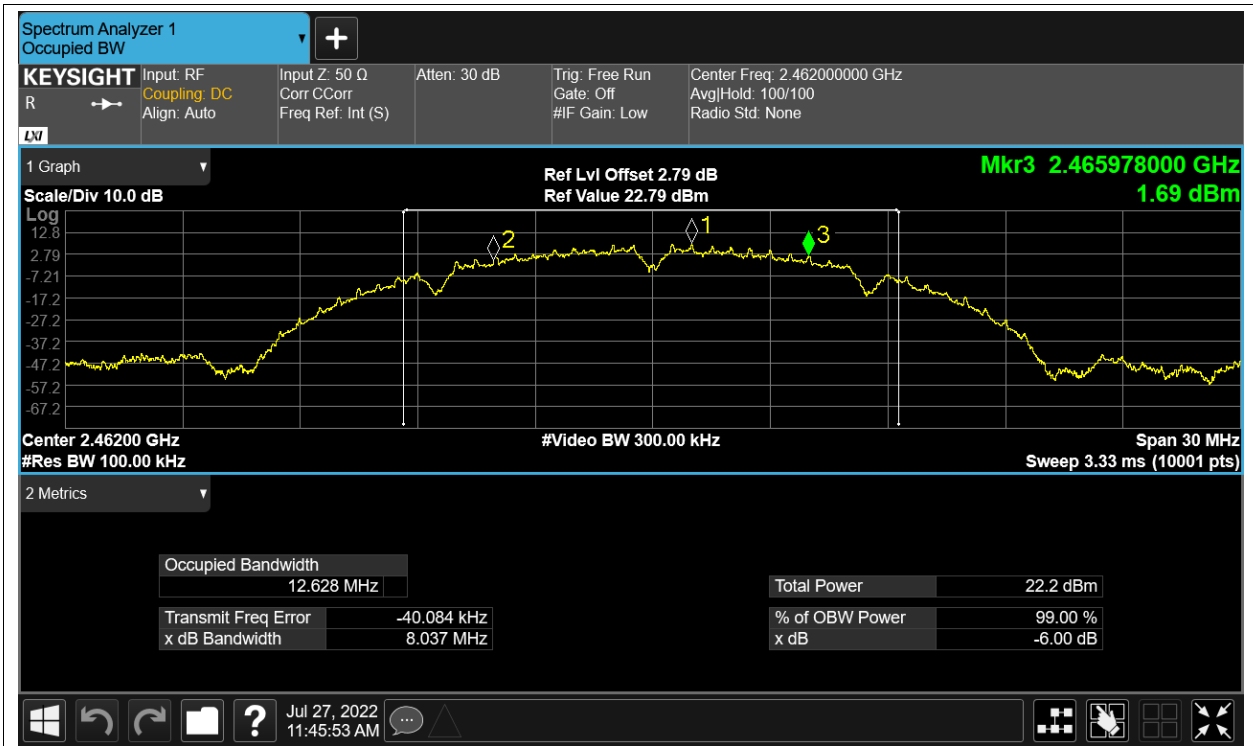 Spectrum Analyzer 1
Occupied BW
KEYSIGHT
R
LXI
Input: RF
Coupling: DC
Align: Auto
Input Z: 50 Ω
Corr CCorr
Freq Ref: Int (S)
Atten: 30 dB
Trig: Free Run
Gate: Off
#IF Gain: Low
Center Freq: 2.462000000 GHz
Avg|Hold: 100/100
Radio Std: None
1 Graph
Scale/Div 10.0 dB
Ref Lvl Offset 2.79 dB
Ref Value 22.79 dBm
Mkr3 2.465978000 GHz
1.69 dBm
Log
12.8
2.79
-7.21
-17.2
-27.2
-37.2
-47.2
-57.2
-67.2
2
1
3
Center 2.46200 GHz
#Res BW 100.00 kHz
#Video BW 300.00 kHz
Span 30 MHz
Sweep 3.33 ms (10001 pts)
2 Metrics
Occupied Bandwidth
12.628 MHz
Transmit Freq Error -40.084 kHz
x dB Bandwidth 8.037 MHz
Total Power 22.2 dBm
% of OBW Power 99.00 %
x dB -6.00 dB
?
Jul 27, 2022
11:45:53 AM